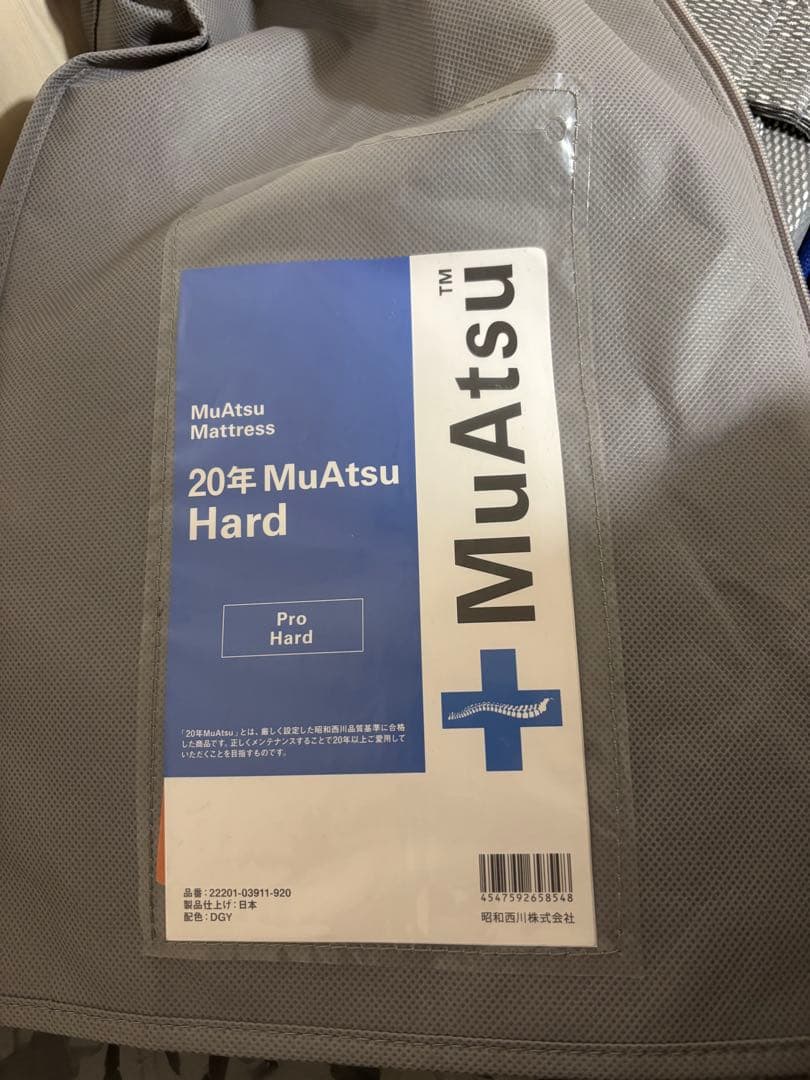 MuAtsu™
MuAtsu
Mattress
20年 MuAtsu
Hard
Pro
Hard
「20年MuAtsu」とは、厳しく設定した昭和西川品質基準に合格
した商品です。正しくメンテナンスすることで20年以上ご愛用して
いただくことを目指すものです。
品番：22201-03911-920
製品仕上げ：日本
配色：DGY
4547592658548
昭和西川株式会社